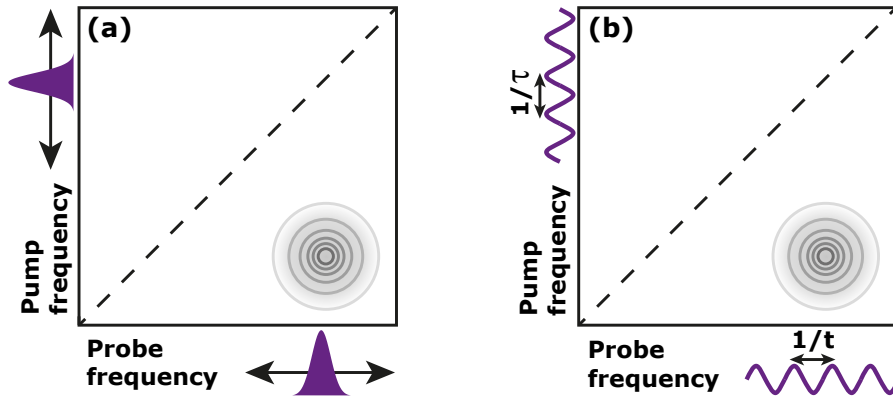 (a)
Pump
frequency
Probe
frequency
(b)
1/τ
Pump
frequency
Probe
frequency
1/t